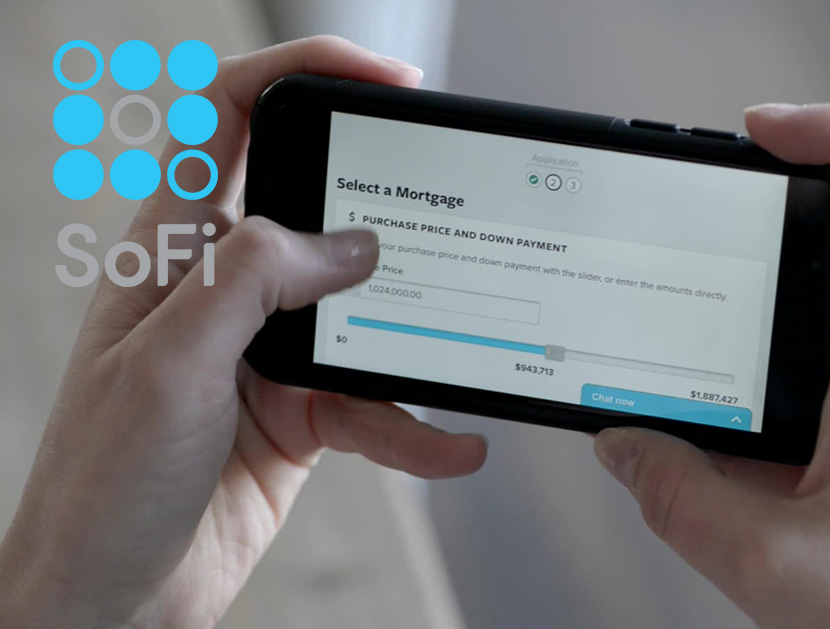 SoFi
Application
2 3
Select a Mortgage
$ PURCHASE PRICE AND DOWN PAYMENT
your purchase price and down payment with the slider, or enter the amounts directly.
Price
1,024,000.00
$0
$943,713
$1,887,427
Chat now